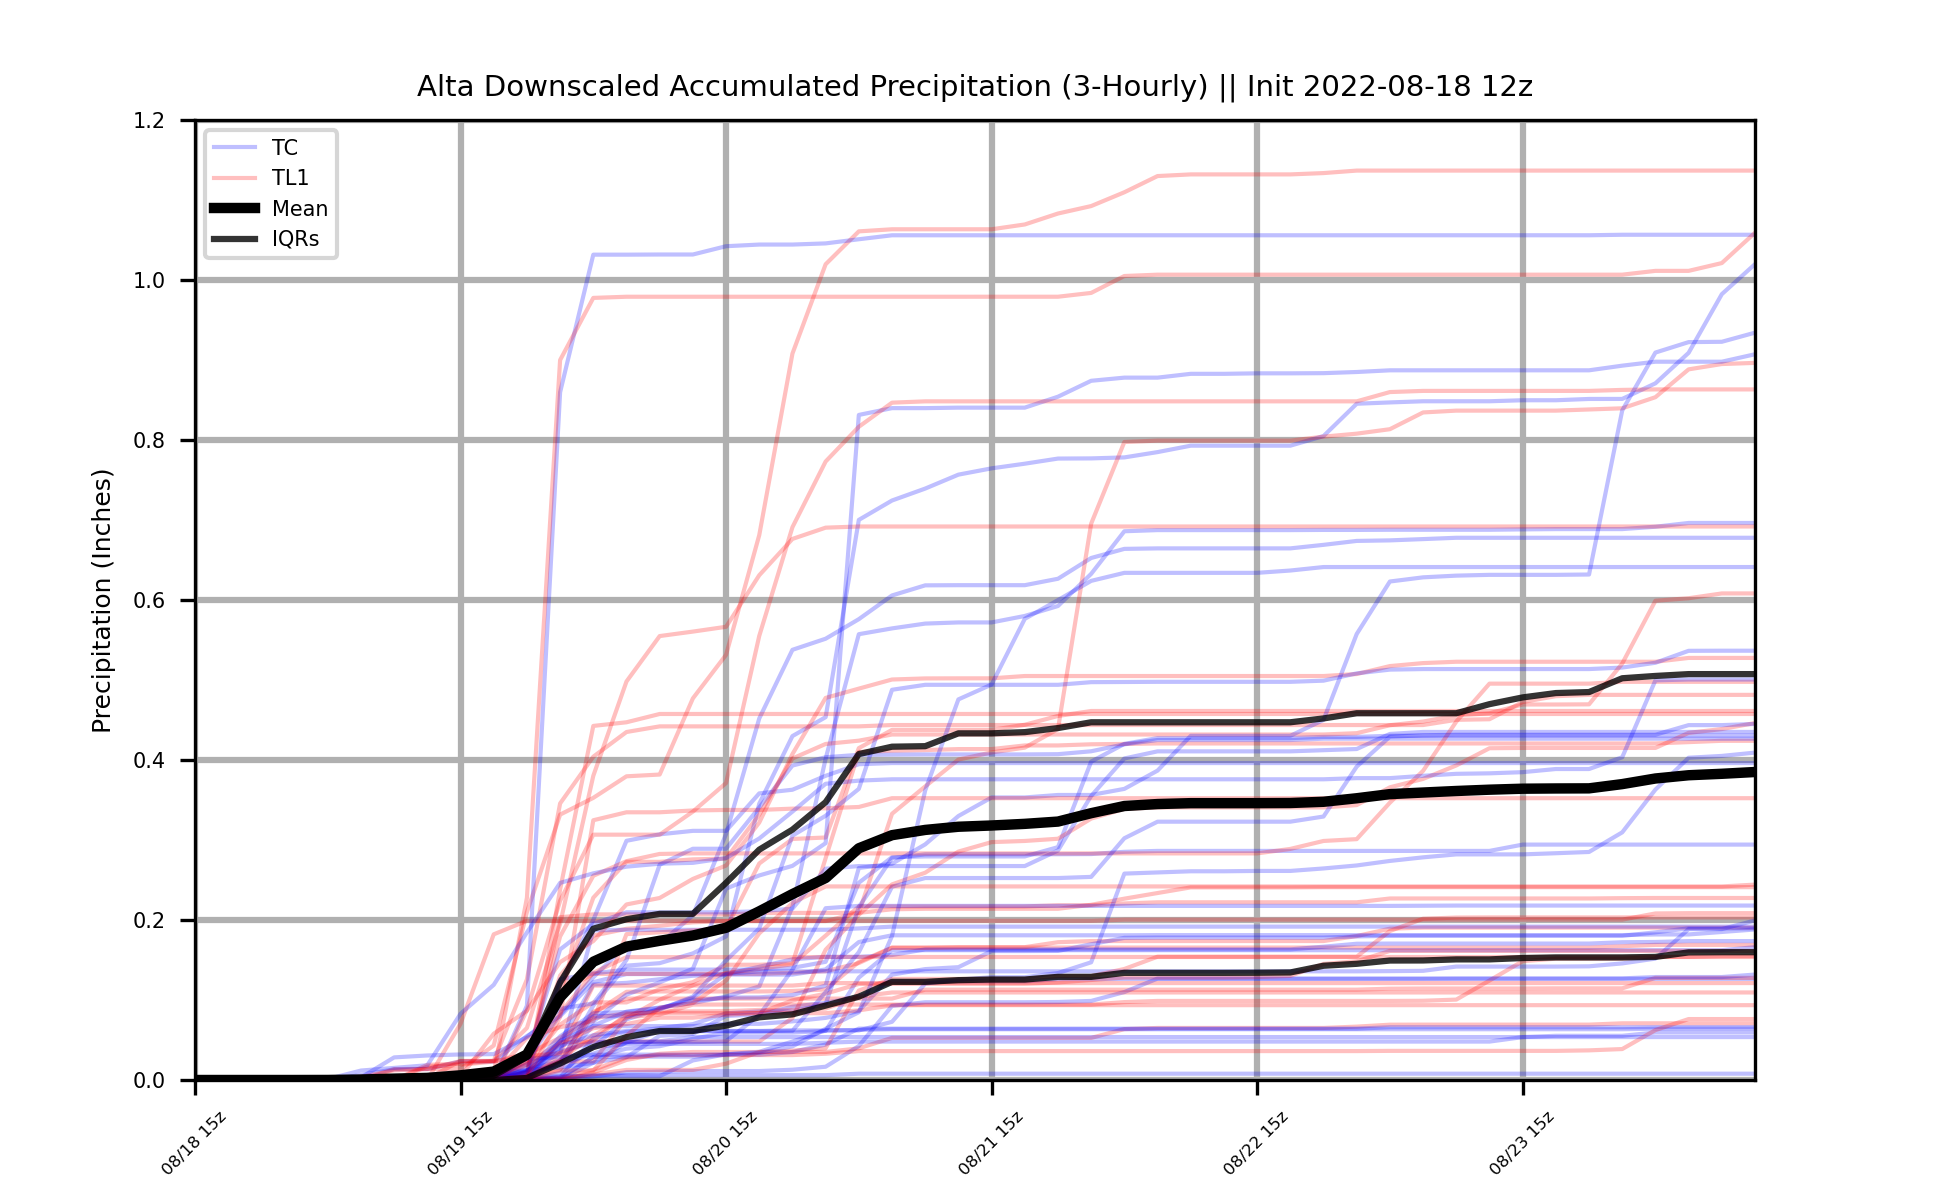 Alta Downscaled Accumulated Precipitation (3-Hourly) || Init 2022-08-18 12z
TC
TL1
Mean
IQRs
Precipitation (Inches)
1.2
1.0
0.8
0.6
0.4
0.2
0.0
08/18 15z
08/19 15z
08/20 15z
08/21 15z
08/22 15z
08/23 15z